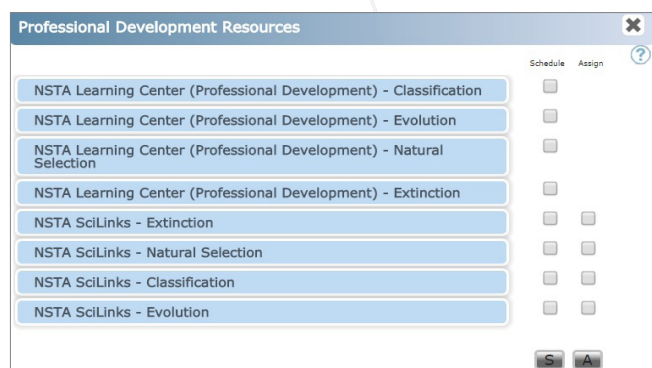 Professional Development Resources
Schedule Assign
NSTA Learning Center (Professional Development) - Classification
NSTA Learning Center (Professional Development) - Evolution
NSTA Learning Center (Professional Development) - Natural
Selection
NSTA Learning Center (Professional Development) - Extinction
NSTA SciLinks - Extinction
NSTA SciLinks - Natural Selection
NSTA SciLinks - Classification
NSTA SciLinks - Evolution
S A